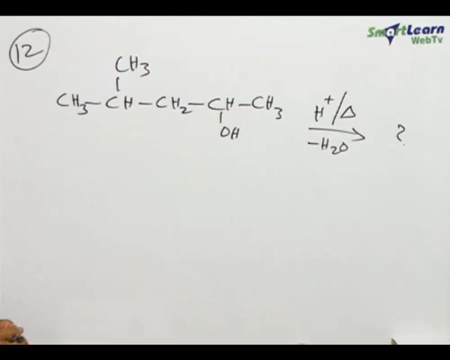 SmartLearn
WebTv
12
CH₃
CH₃-CH-CH₂-CH-CH₃
OH
H⁺/Δ
-H₂O
?